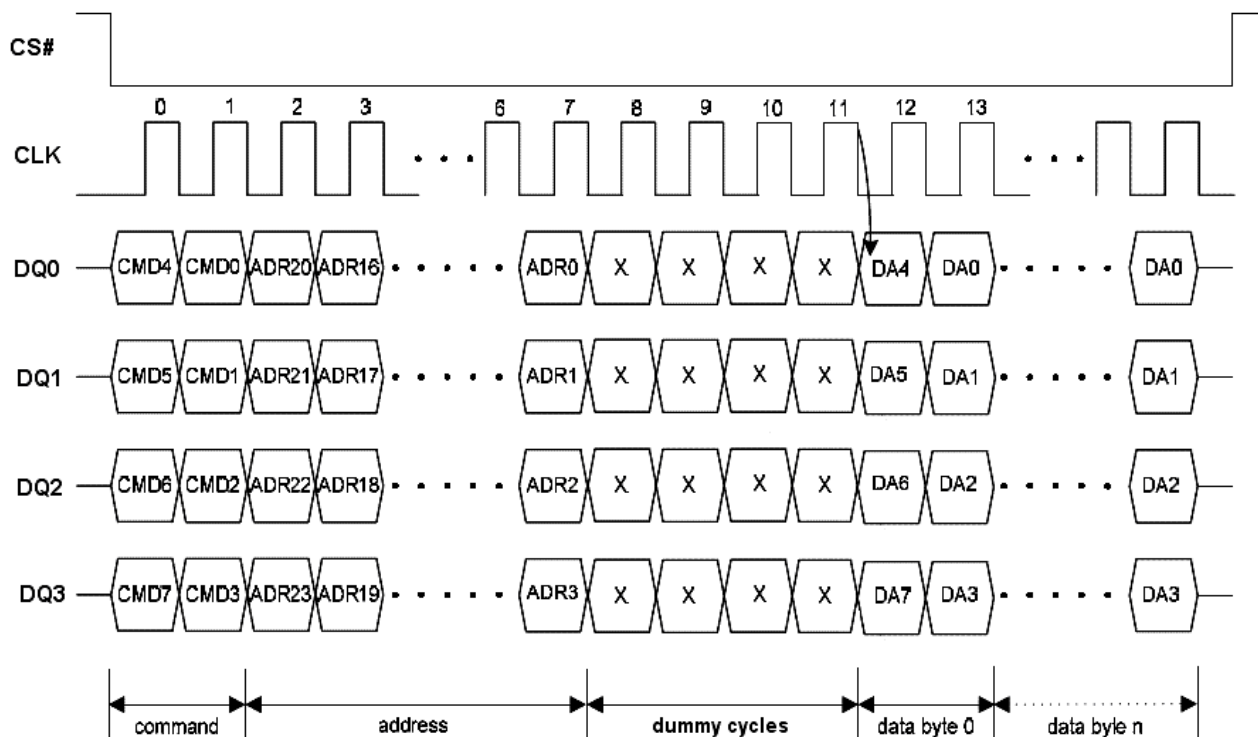 CS#
0 1 2 3 6 7 8 9 10 11 12 13
CLK
DQ0 CMD4 CMD0 ADR20 ADR16 ADR0 X X X X DA4 DA0 DA0
DQ1 CMD5 CMD1 ADR21 ADR17 ADR1 X X X X DA5 DA1 DA1
DQ2 CMD6 CMD2 ADR22 ADR18 ADR2 X X X X DA6 DA2 DA2
DQ3 CMD7 CMD3 ADR23 ADR19 ADR3 X X X X DA7 DA3 DA3
command address dummy cycles data byte 0 data byle n